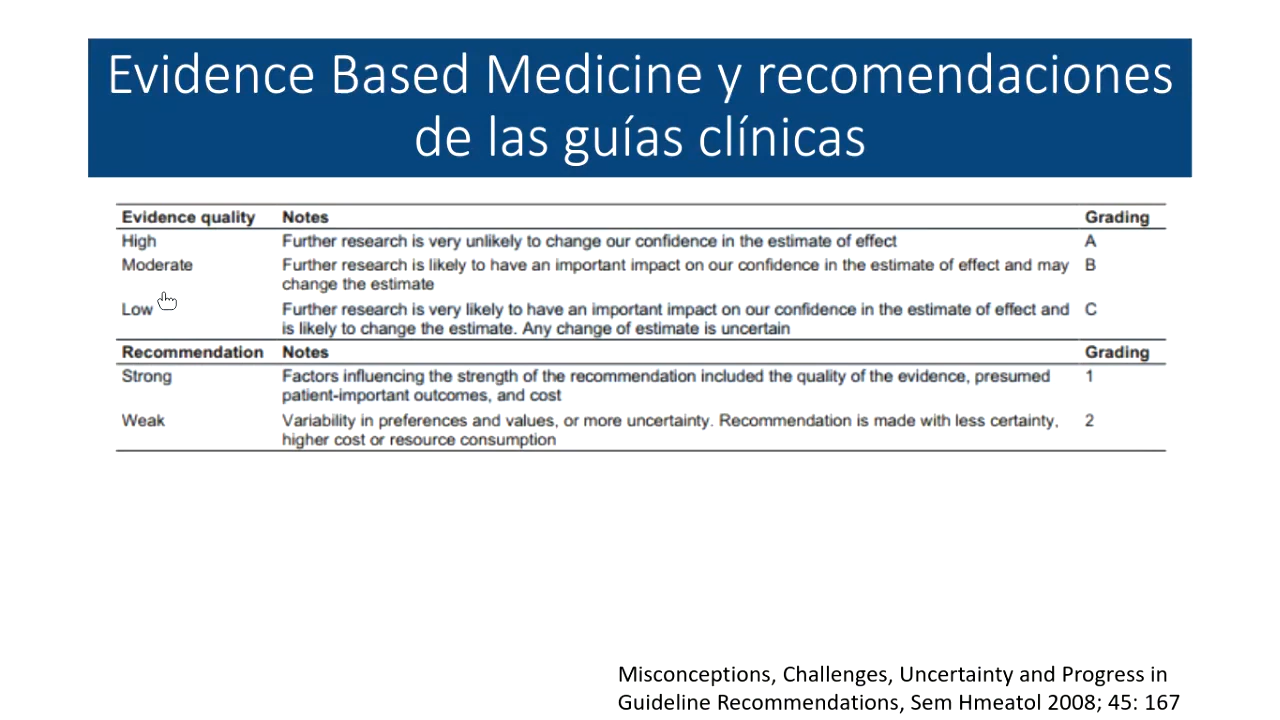 Evidence Based Medicine y recomendaciones
de las guías clínicas
Evidence quality Notes Grading
High Further research is very unlikely to change our confidence in the estimate of effect A
Moderate Further research is likely to have an important impact on our confidence in the estimate of effect and may B
change the estimate
Low Further research is very likely to have an important impact on our confidence in the estimate of effect and C
is likely to change the estimate. Any change of estimate is uncertain
Recommendation Notes Grading
Strong Factors influencing the strength of the recommendation included the quality of the evidence, presumed 1
patient-important outcomes, and cost
Weak Variability in preferences and values, or more uncertainty. Recommendation is made with less certainty, 2
higher cost or resource consumption
Misconceptions, Challenges, Uncertainty and Progress in
Guideline Recommendations, Sem Hmeatol 2008; 45: 167